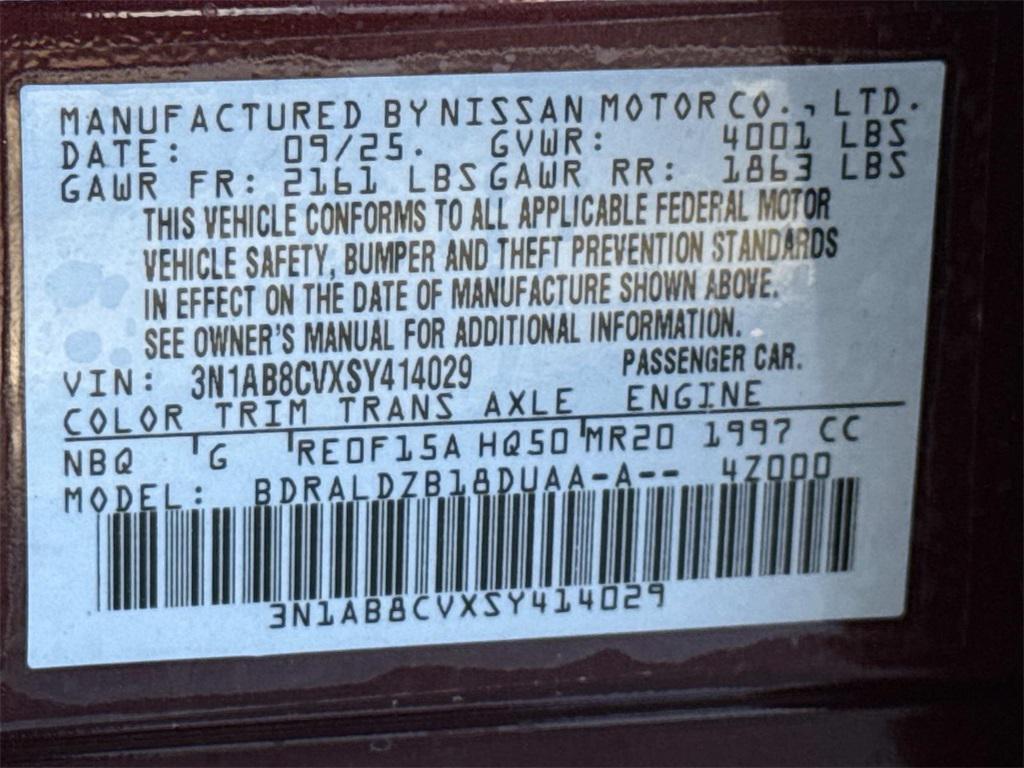 MANUFACTURED BY NISSAN MOTOR CO., LTD.
DATE: 09/25. GVWR: 4001 LBS
GAWR FR: 2161 LBS GAWR RR: 1863 LBS
THIS VEHICLE CONFORMS TO ALL APPLICABLE FEDERAL MOTOR
VEHICLE SAFETY, BUMPER AND THEFT PREVENTION STANDARDS
IN EFFECT ON THE DATE OF MANUFACTURE SHOWN ABOVE.
SEE OWNER'S MANUAL FOR ADDITIONAL INFORMATION.
VIN: 3N1AB8CVXSY414029 PASSENGER CAR.
COLOR TRIM TRANS AXLE ENGINE
NBQ G RE0F15A HQ50 MR20 1997 CC
MODEL: BDRALDZB18DUAA-A-- 4Z000
3N1AB8CVXSY414029